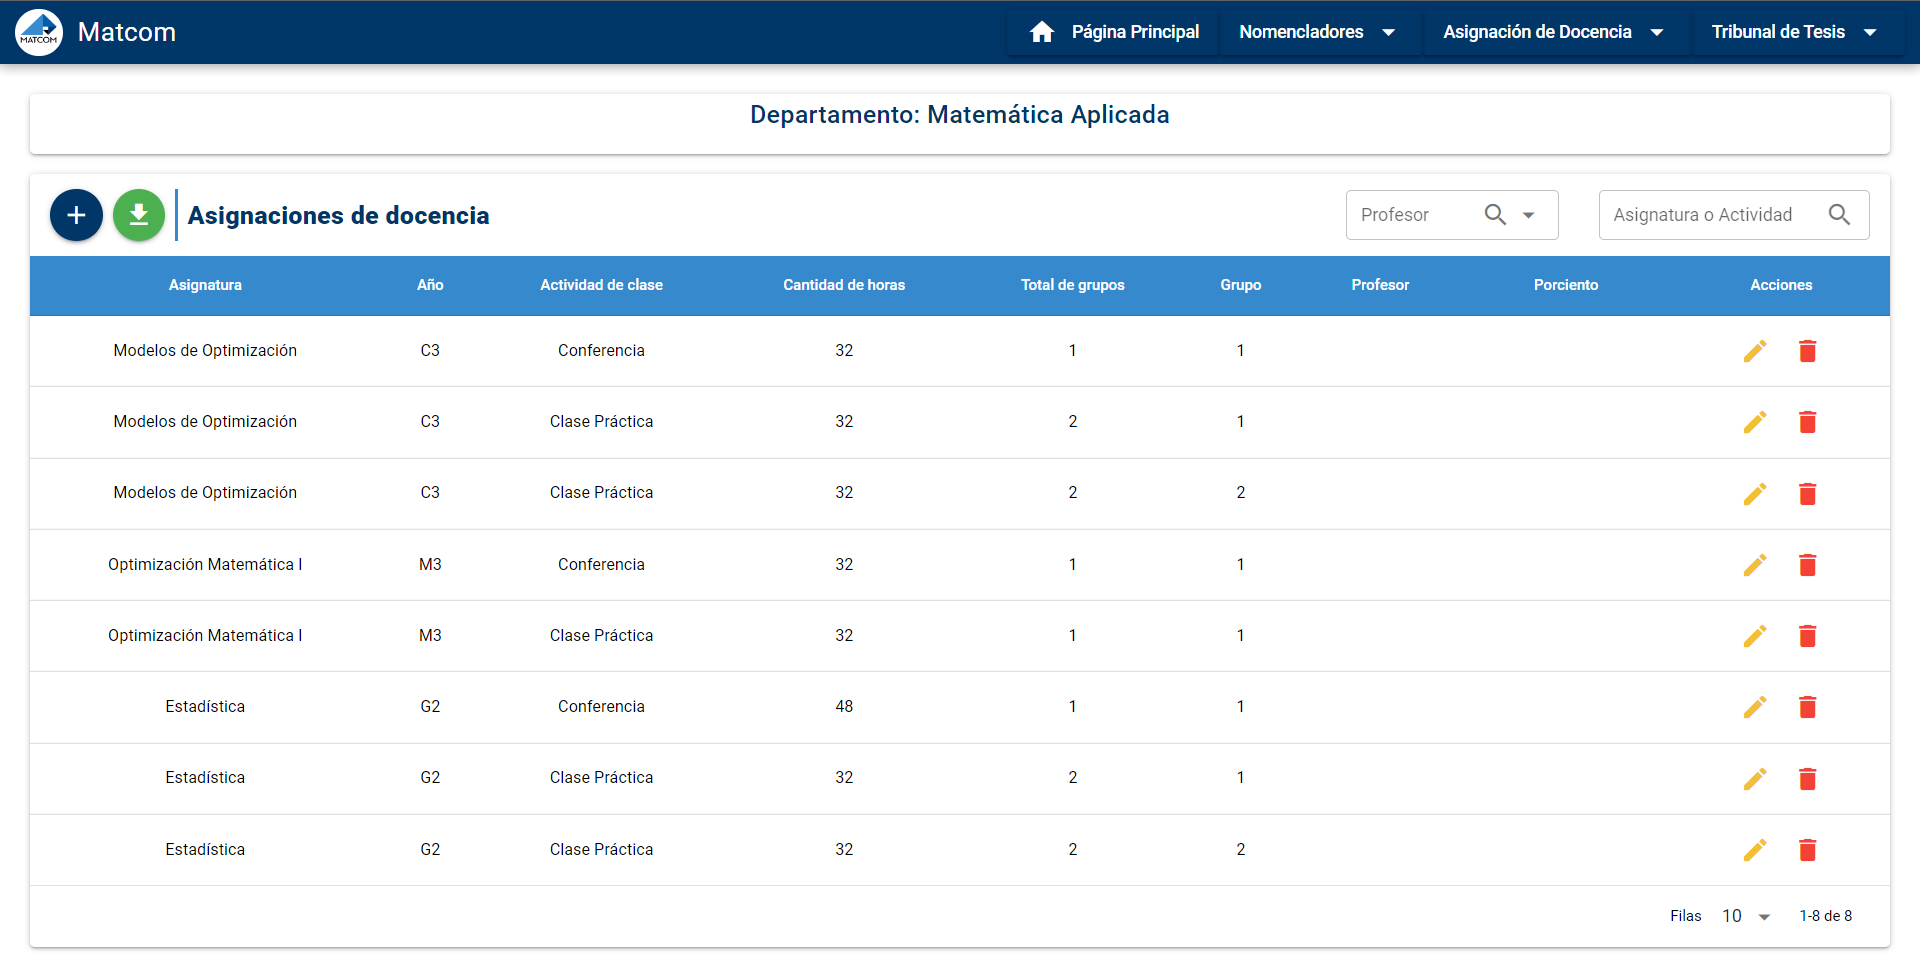 MATCOM
Matcom
Página Principal
Nomencladores
Asignación de Docencia
Tribunal de Tesis
Departamento: Matemática Aplicada
Asignaciones de docencia
Profesor
Asignatura o Actividad
Asignatura Año Actividad de clase Cantidad de horas Total de grupos Grupo Profesor Porciento Acciones
Modelos de Optimización C3 Conferencia 32 1 1
Modelos de Optimización C3 Clase Práctica 32 2 1
Modelos de Optimización C3 Clase Práctica 32 2 2
Optimización Matemática I M3 Conferencia 32 1 1
Optimización Matemática I M3 Clase Práctica 32 1 1
Estadística G2 Conferencia 48 1 1
Estadística G2 Clase Práctica 32 2 1
Estadística G2 Clase Práctica 32 2 2
Filas 10 1-8 de 8